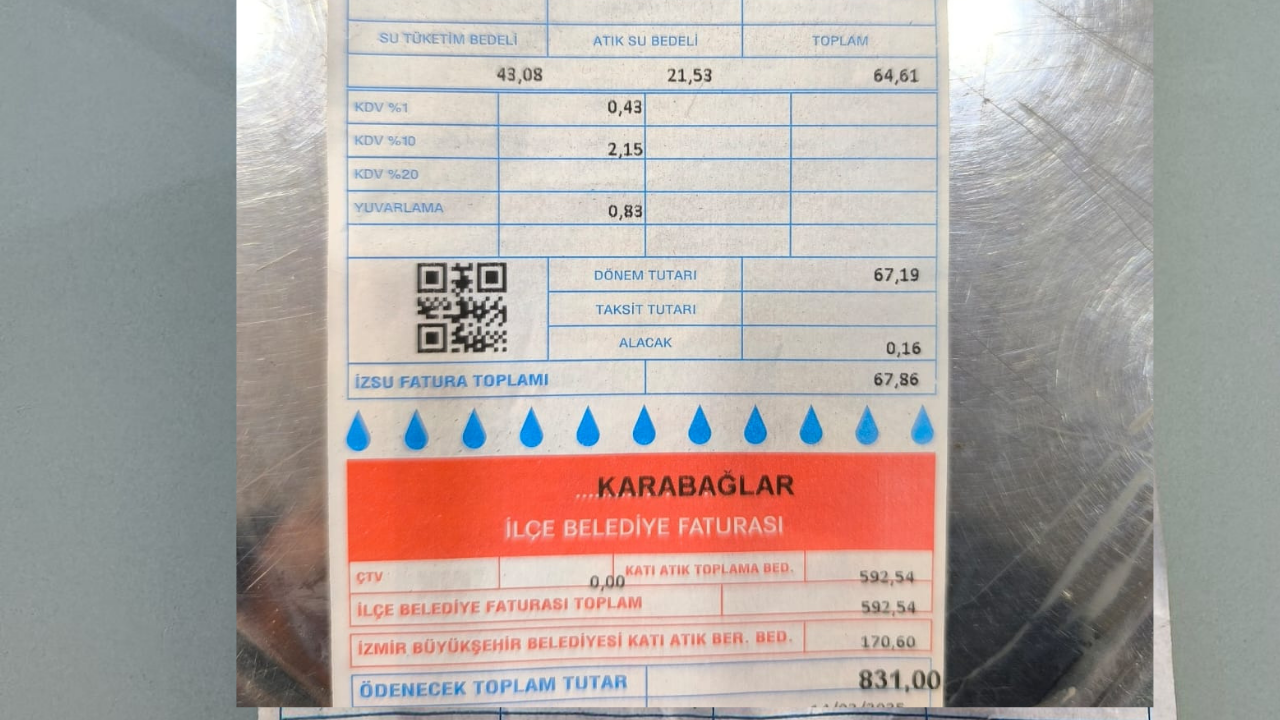 SU TÜKETİM BEDELİ ATIK SU BEDELİ TOPLAM
43,08 21,53 64,61
KDV %1 0,43
KDV %10 2,15
KDV %20
YUVARLAMA 0,83
DÖNEM TUTARI 67,19
TAKSİT TUTARI
ALACAK 0,16
İZSU FATURA TOPLAMI 67,86
KARABAĞLAR
İLÇE BELEDİYE FATURASI
ÇTV 0,00 KATI ATIK TOPLAMA BED. 592,54
İLÇE BELEDİYE FATURASI TOPLAM 592,54
İZMİR BÜYÜKŞEHİR BELEDİYESİ KATI ATIK BER. BED. 170,60
ÖDENECEK TOPLAM TUTAR 831,00